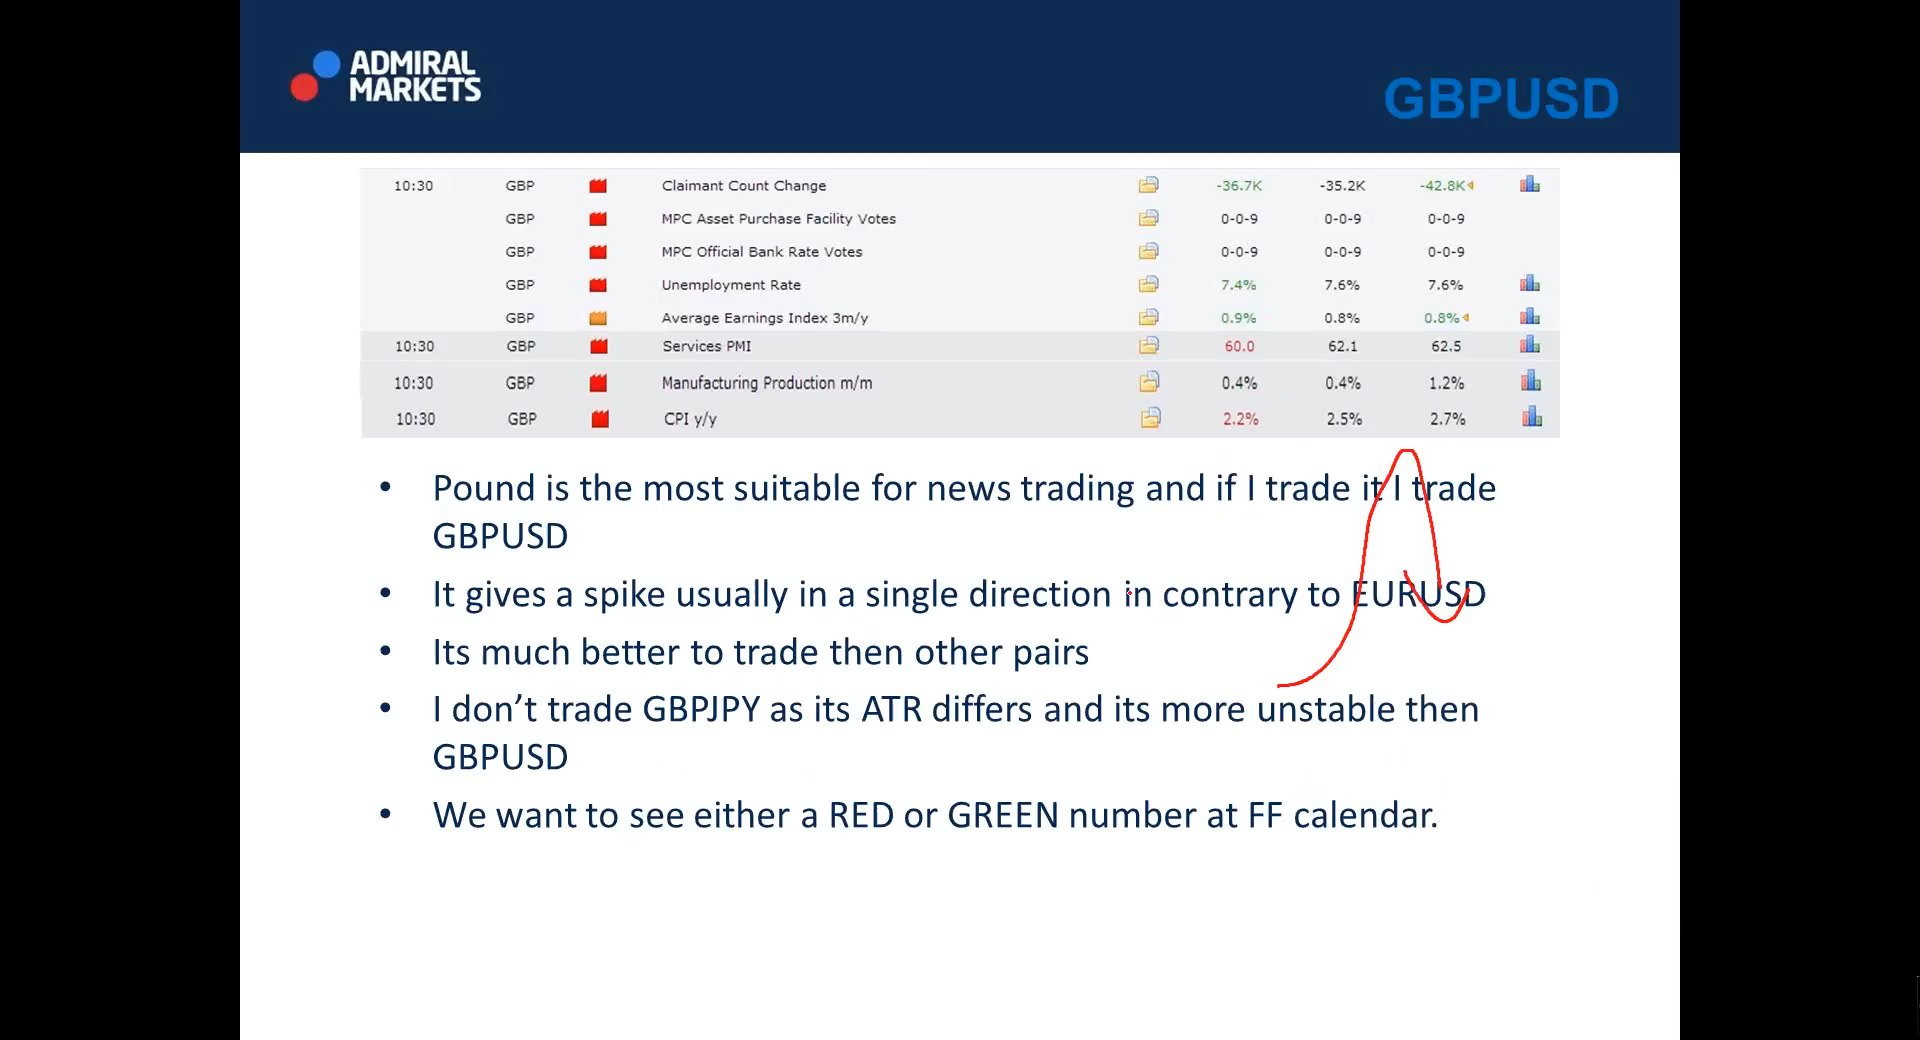 ADMIRAL
MARKETS
GBPUSD
10:30 GBP Claimant Count Change -36.7K -35.2K -42.8K
GBP MPC Asset Purchase Facility Votes 0-0-9 0-0-9 0-0-9
GBP MPC Official Bank Rate Votes 0-0-9 0-0-9 0-0-9
GBP Unemployment Rate 7.4% 7.6% 7.6%
GBP Average Earnings Index 3m/y 0.9% 0.8% 0.8%
10:30 GBP Services PMI 60.0 62.1 62.5
10:30 GBP Manufacturing Production m/m 0.4% 0.4% 1.2%
10:30 GBP CPI y/y 2.2% 2.5% 2.7%
• Pound is the most suitable for news trading and if I trade it I trade
GBPUSD
• It gives a spike usually in a single direction in contrary to EURUSD
• Its much better to trade then other pairs
• I don’t trade GBPJPY as its ATR differs and its more unstable then
GBPUSD
• We want to see either a RED or GREEN number at FF calendar.